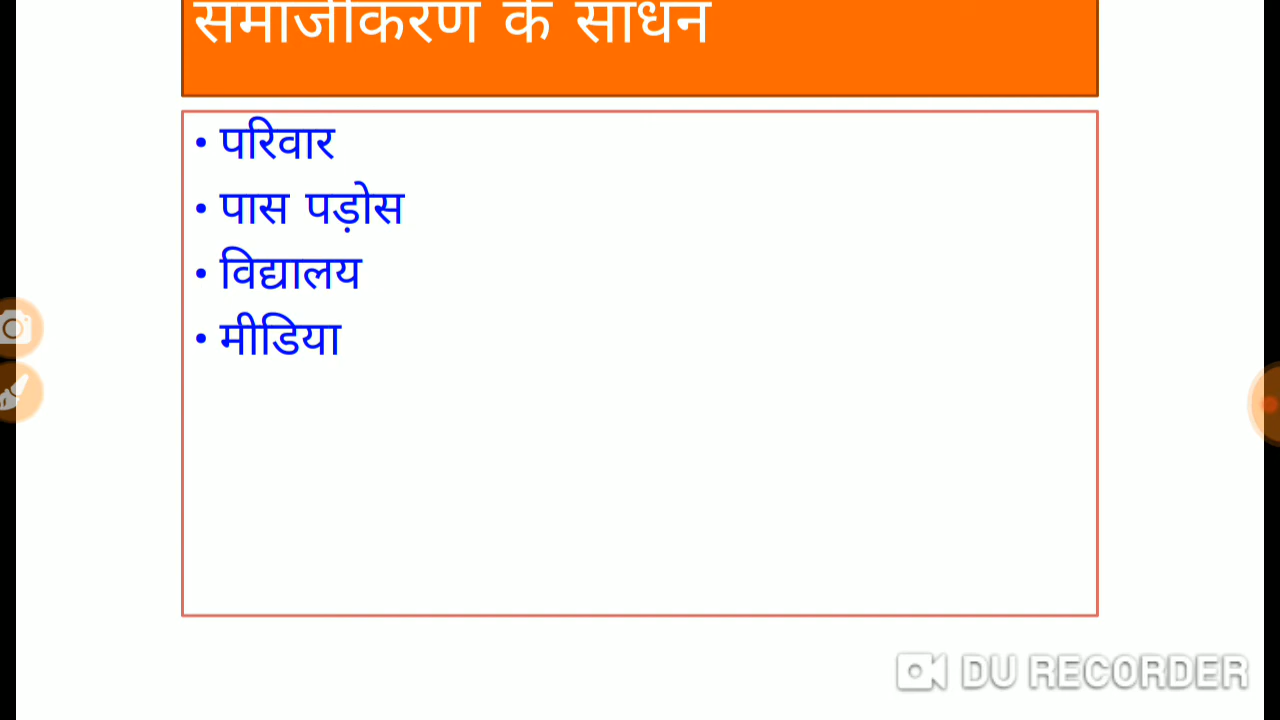 समाजीकरण के साधन
• परिवार
• पास पड़ोस
• विद्यालय
• मीडिया
DU RECORDER